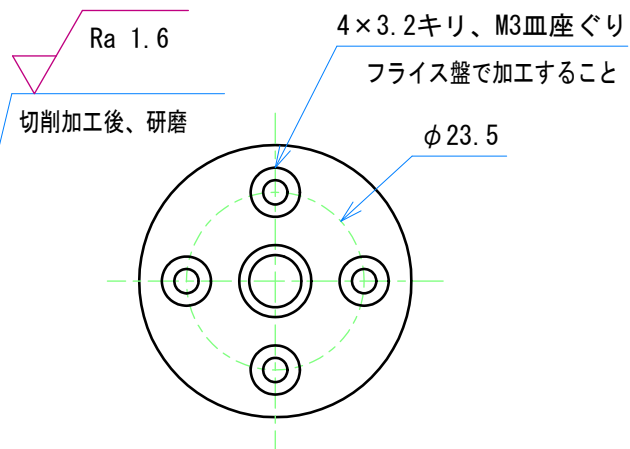 Ra 1.6
切削加工後、研磨
4×3.2キリ、M3皿座ぐり
フライス盤で加工すること
φ23.5